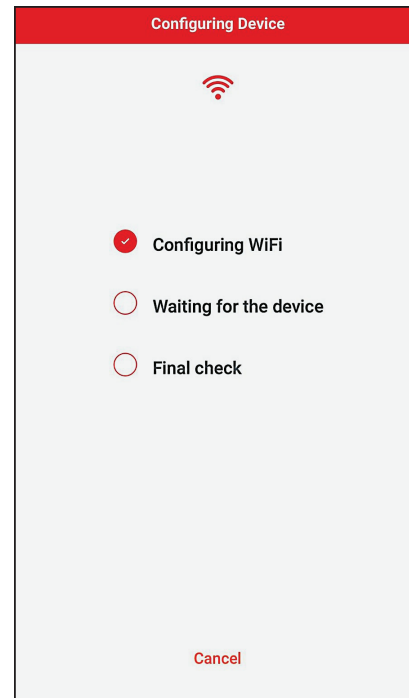 Configuring Device
Configuring WiFi
Waiting for the device
Final check
Cancel